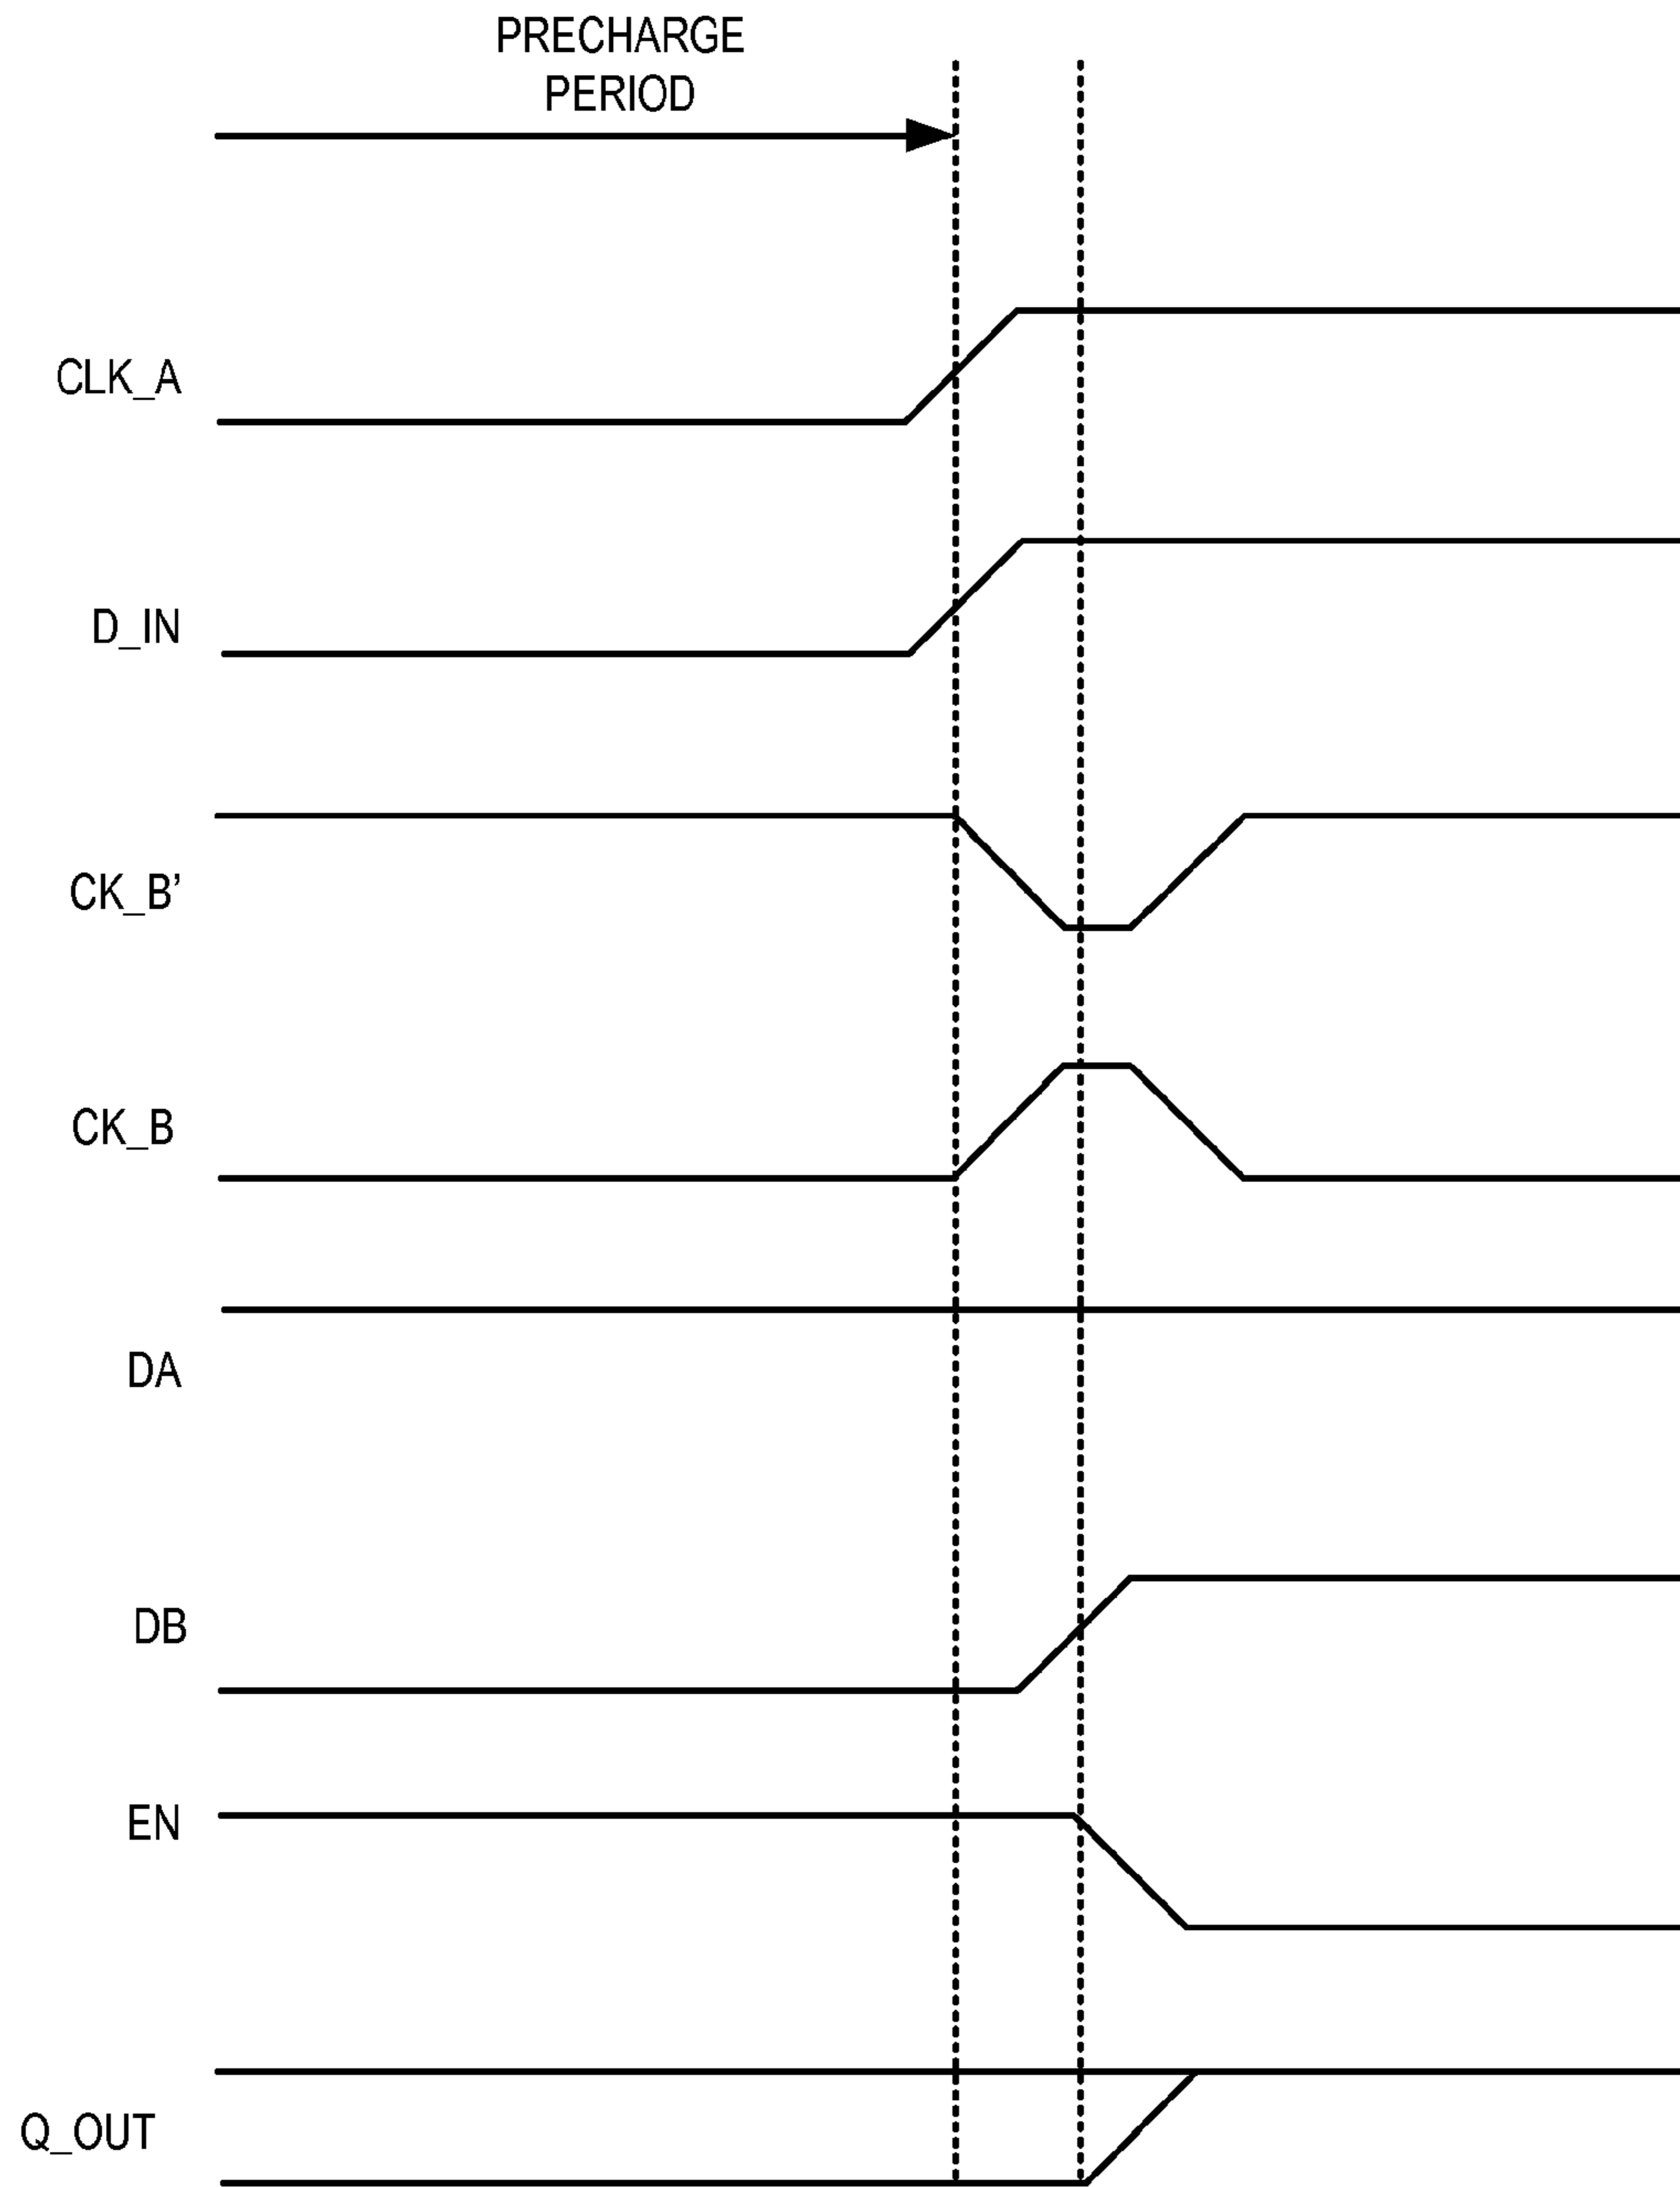 PRECHARGE
PERIOD
CLK_A
D_IN
CK_B’
CK_B
DA
DB
EN
Q_OUT